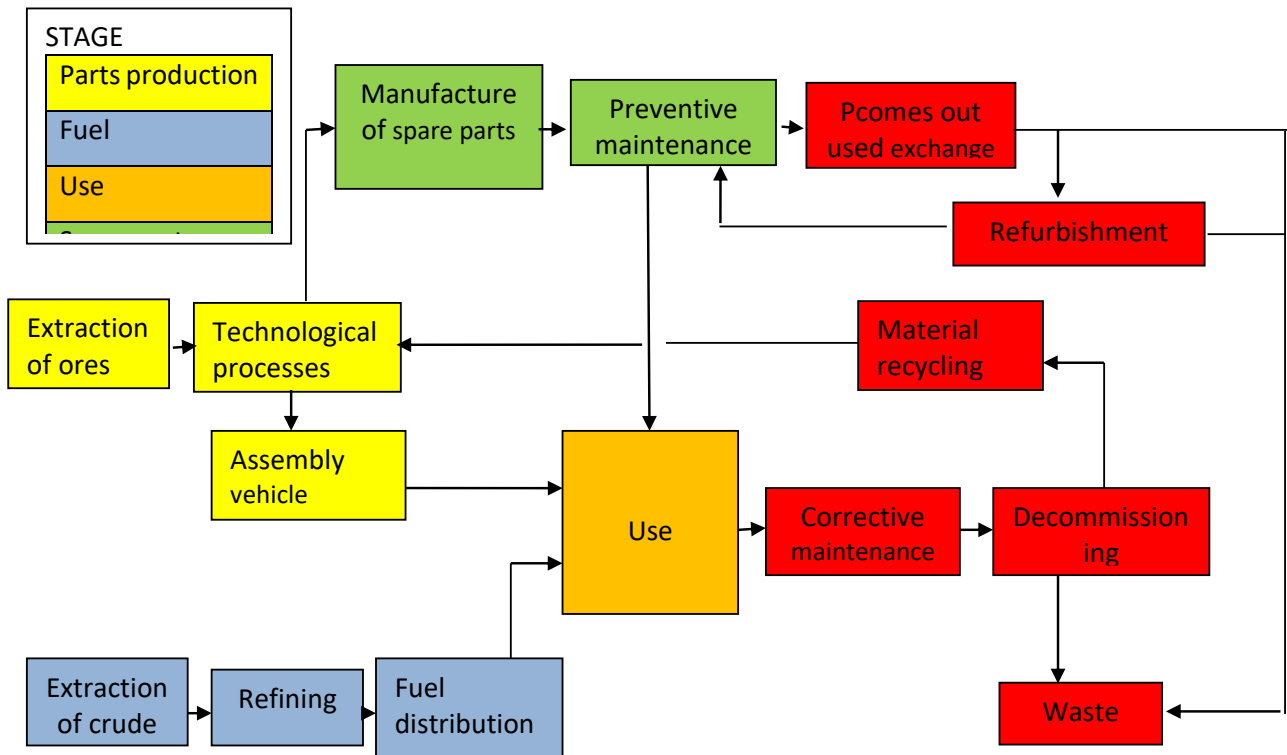 STAGE
Parts production
Fuel
Use
Manufacture
of spare parts
Preventive
maintenance
Pcomes out
used exchange
Refurbishment
Extraction
of ores
Technological
processes
Material
recycling
Assembly
vehicle
Use
Corrective
maintenance
Decommission
ing
Extraction
of crude
Refining
Fuel
distribution
Waste